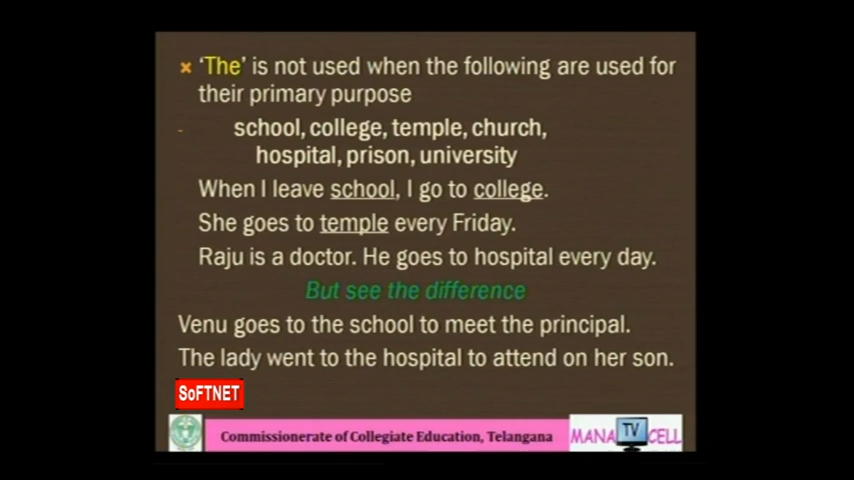 ‘The’ is not used when the following are used for
their primary purpose
- school, college, temple, church,
hospital, prison, university
When I leave school, I go to college.
She goes to temple every Friday.
Raju is a doctor. He goes to hospital every day.
But see the difference
Venu goes to the school to meet the principal.
The lady went to the hospital to attend on her son.
SoFTNET
Commissionerate of Collegiate Education, Telangana
MANA TV CELL